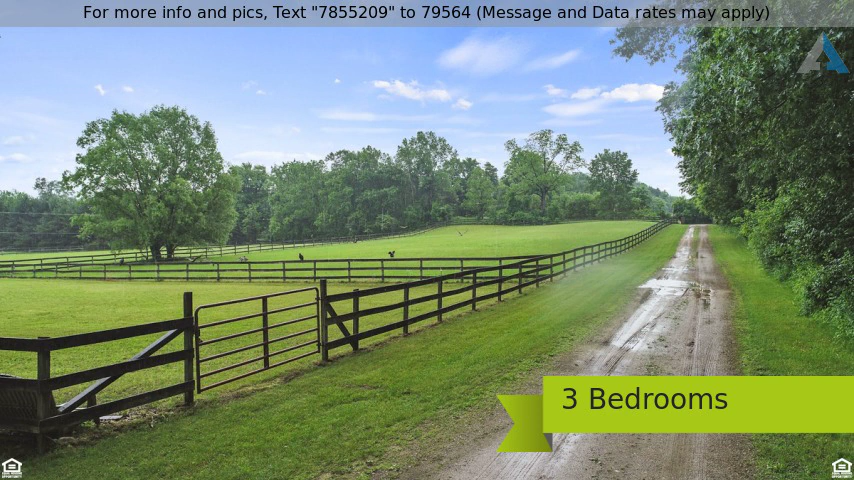 For more info and pics, Text "7855209" to 79564 (Message and Data rates may apply)
3 Bedrooms